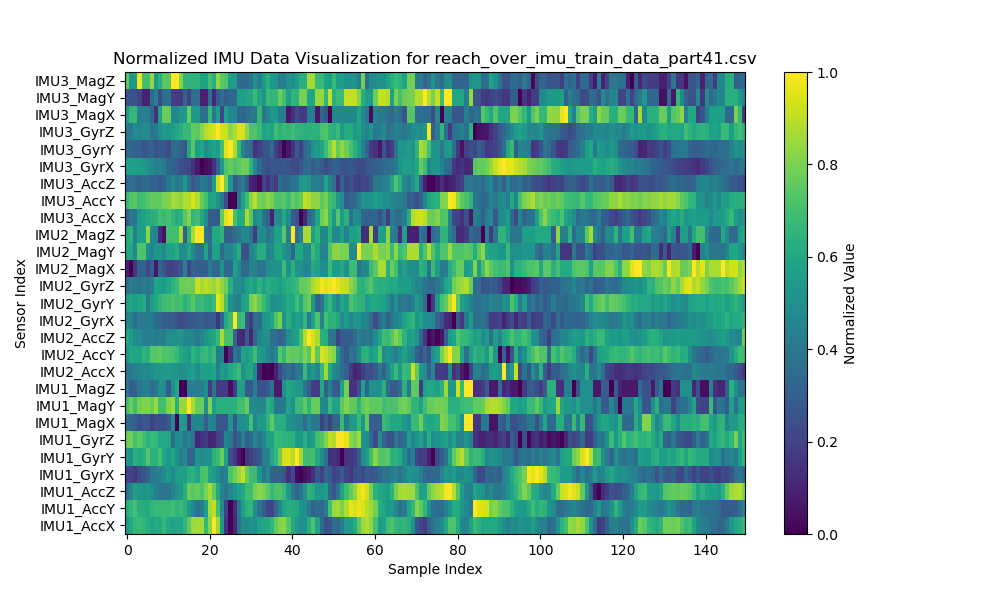 Normalized IMU Data Visualization for reach_over_imu_train_data_part41.csv
IMU3_MagZ
IMU3_MagY
IMU3_MagX
IMU3_GyrZ
IMU3_GyrY
IMU3_GyrX
IMU3_AccZ
IMU3_AccY
IMU3_AccX
IMU2_MagZ
IMU2_MagY
IMU2_MagX
IMU2_GyrZ
IMU2_GyrY
IMU2_GyrX
IMU2_AccZ
IMU2_AccY
IMU2_AccX
IMU1_MagZ
IMU1_MagY
IMU1_MagX
IMU1_GyrZ
IMU1_GyrY
IMU1_GyrX
IMU1_AccZ
IMU1_AccY
IMU1_AccX
Sensor Index
0 20 40 60 80 100 120 140
Sample Index
1.0
0.8
0.6
0.4
0.2
0.0
Normalized Value